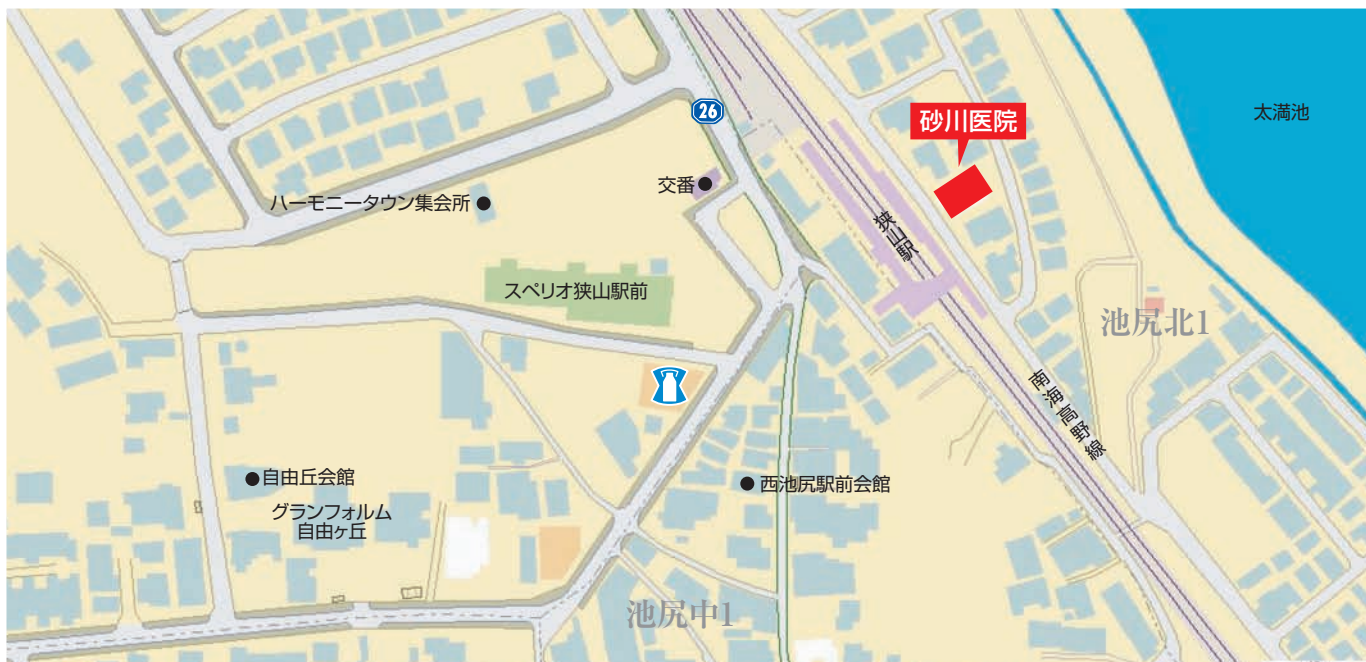 26
砂川医院
太満池
交番
ハーモニータウン集会所
狭山駅
スペリオ狭山駅前
池尻北1
南海高野線
自由丘会館
西池尻駅前会館
グランフォルム
自由ヶ丘
池尻中1